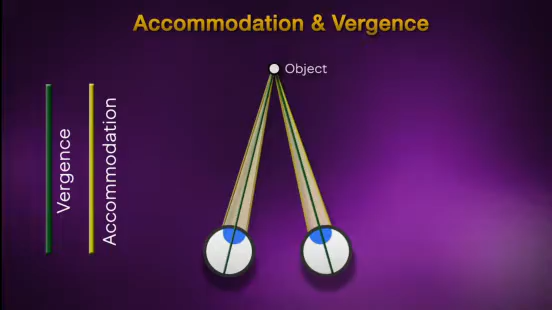 Accommodation & Vergence
Object
Vergence
Accommodation